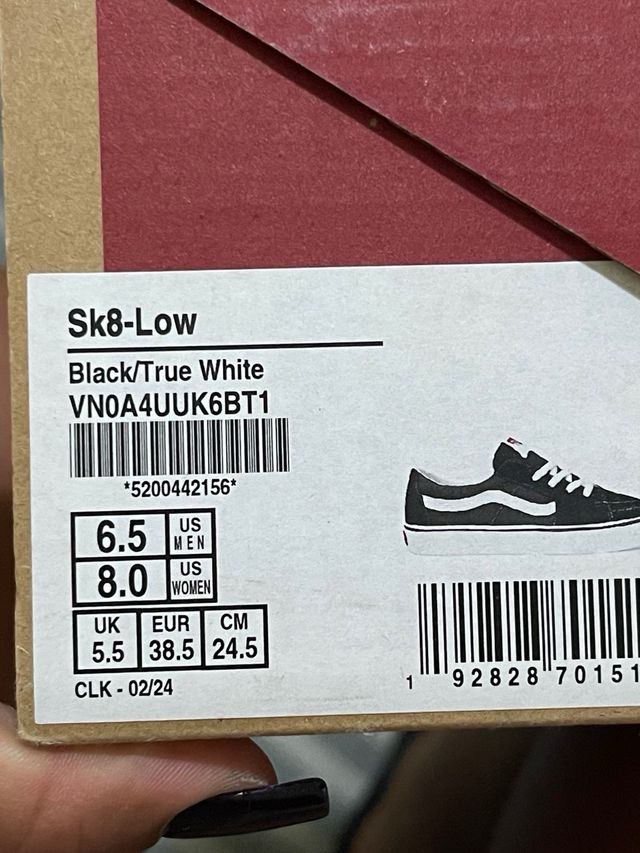 Sk8-Low
Black/True White
VN0A4UUK6BT1
*5200442156*
6.5 US MEN
8.0 US WOMEN
UK EUR CM
5.5 38.5 24.5
CLK - 02/24
1 92828 70151